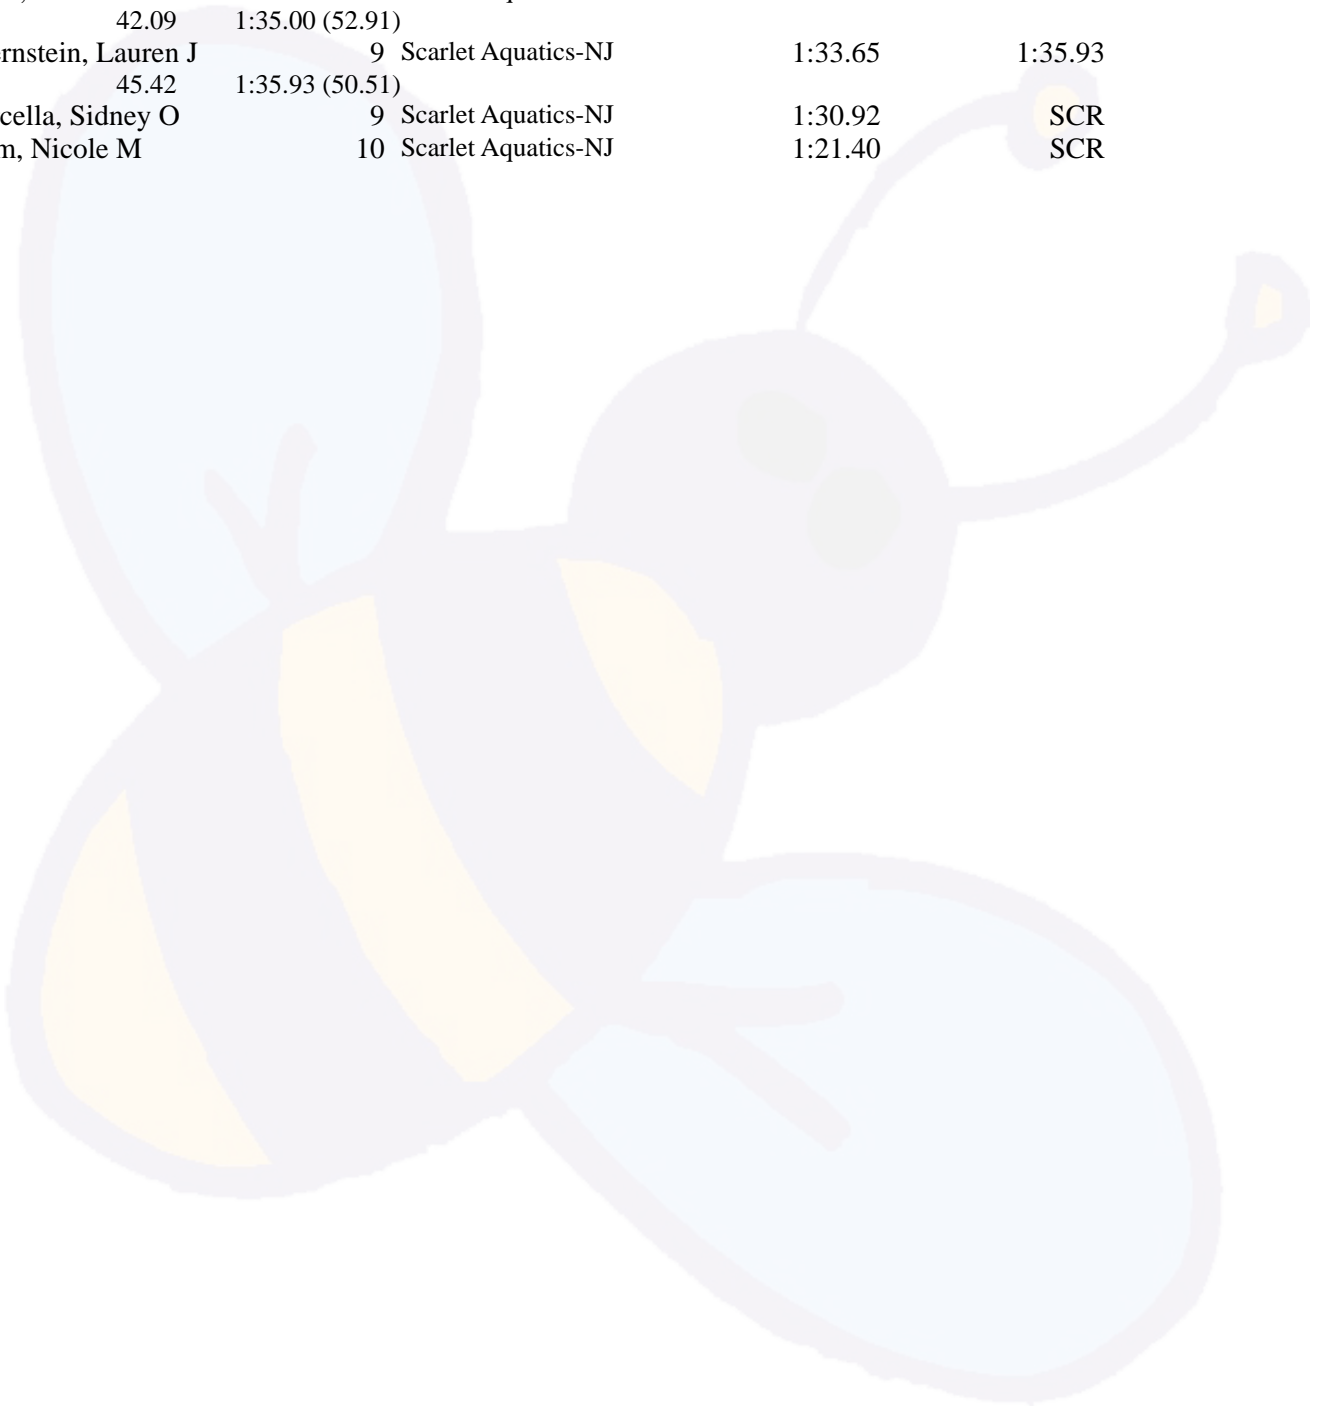 42.09 1:35.00 (52.91)
ernstein, Lauren J 9 Scarlet Aquatics-NJ 1:33.65 1:35.93
45.42 1:35.93 (50.51)
cella, Sidney O 9 Scarlet Aquatics-NJ 1:30.92 SCR
m, Nicole M 10 Scarlet Aquatics-NJ 1:21.40 SCR